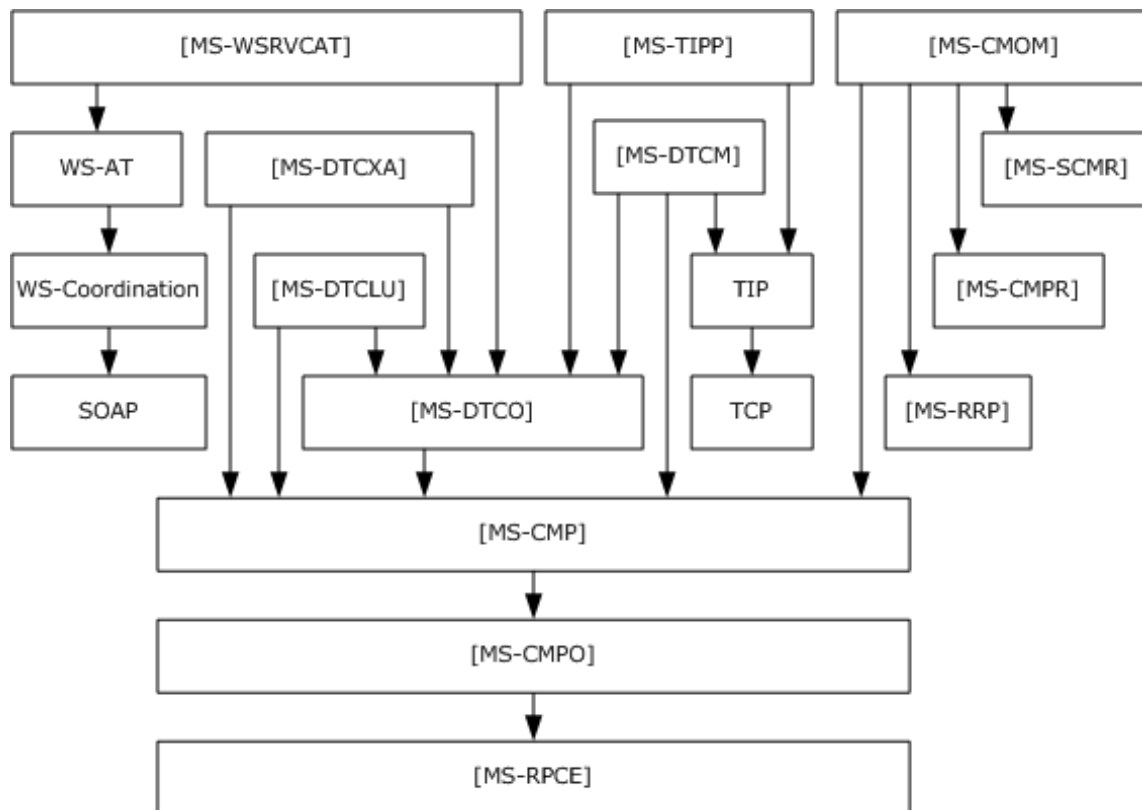 [MS-WSRVCAT]
[MS-TIPP]
[MS-CMOM]
WS-AT
[MS-DTCXA]
[MS-DTCM]
[MS-SCMR]
WS-Coordination
[MS-DTCLU]
TIP
[MS-CMPR]
SOAP
[MS-DTCO]
TCP
[MS-RRP]
[MS-CMP]
[MS-CMPO]
[MS-RPCE]